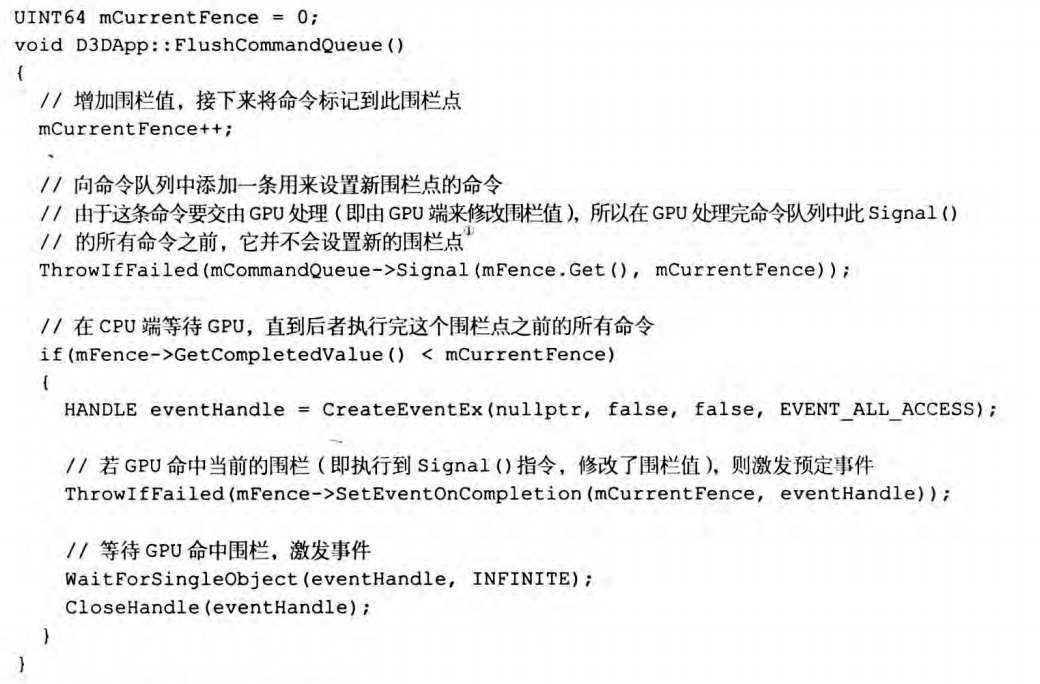 UINT64 mCurrentFence = 0;
void D3DApp::FlushCommandQueue()
{
  // 增加围栏值，接下来将命令标记到此围栏点
  mCurrentFence++;

  // 向命令队列中添加一条用来设置新围栏点的命令
  // 由于这条命令要交由 GPU 处理（即由 GPU 端来修改围栏值），所以在 GPU 处理完命令队列中此 Signal()
  // 的所有命令之前，它并不会设置新的围栏点①
  ThrowIfFailed(mCommandQueue->Signal(mFence.Get(), mCurrentFence));

  // 在 CPU 端等待 GPU，直到后者执行完这个围栏点之前的所有命令
  if(mFence->GetCompletedValue() < mCurrentFence)
  {
    HANDLE eventHandle = CreateEventEx(nullptr, false, false, EVENT_ALL_ACCESS);

    // 若 GPU 命中当前的围栏（即执行到 Signal()指令，修改了围栏值），则激发预定事件
    ThrowIfFailed(mFence->SetEventOnCompletion(mCurrentFence, eventHandle));

    // 等待 GPU 命中围栏，激发事件
    WaitForSingleObject(eventHandle, INFINITE);
    CloseHandle(eventHandle);
  }
}